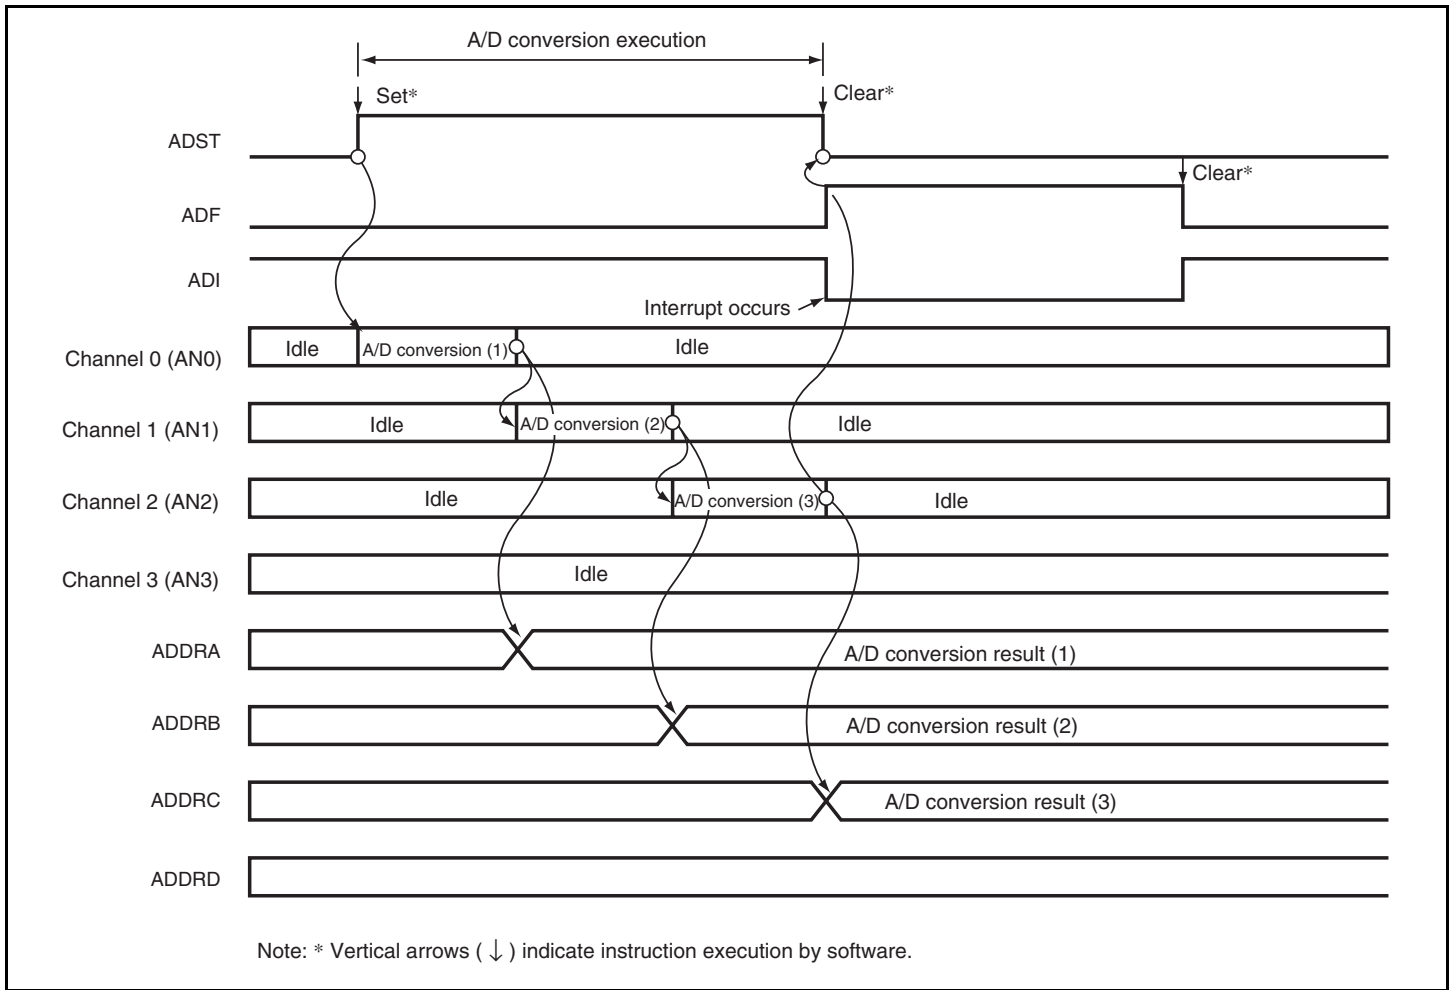 A/D conversion execution
Set*
Clear*
ADST
Clear*
ADF
ADI
Interrupt occurs
Channel 0 (AN0)
Idle
A/D conversion (1)
Idle
Channel 1 (AN1)
Idle
A/D conversion (2)
Idle
Channel 2 (AN2)
Idle
A/D conversion (3)
Idle
Channel 3 (AN3)
Idle
ADDRA
A/D conversion result (1)
ADDRB
A/D conversion result (2)
ADDRC
A/D conversion result (3)
ADDRD
Note: * Vertical arrows ( ↓ ) indicate instruction execution by software.